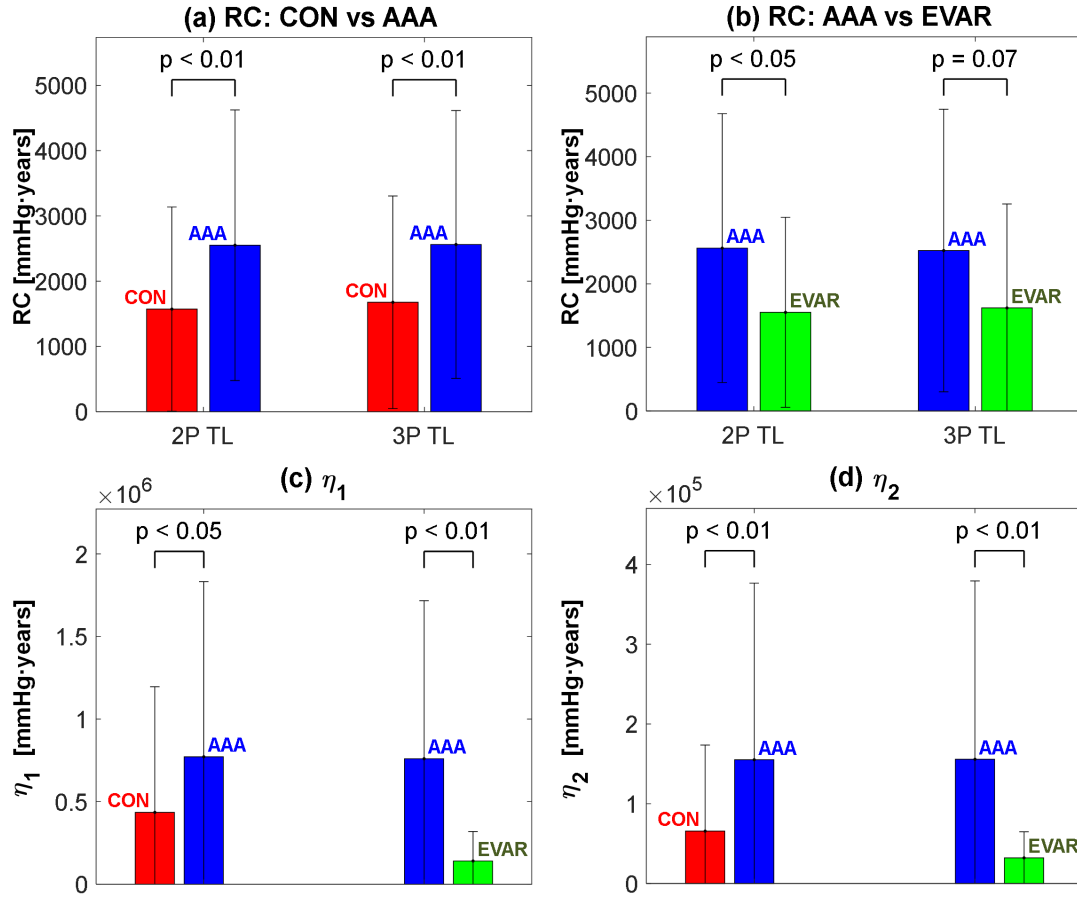 (a) RC: CON vs AAA
p < 0.01
p < 0.01
5000
4000
3000
2000
1000
0
RC [mmHg·years]
CON
AAA
CON
AAA
2P TL
3P TL
(b) RC: AAA vs EVAR
p < 0.05
p = 0.07
5000
4000
3000
2000
1000
0
RC [mmHg·years]
AAA
EVAR
AAA
EVAR
2P TL
3P TL
(c) η1
×10^6
p < 0.05
p < 0.01
2
1.5
1
0.5
0
η1 [mmHg·years]
CON
AAA
AAA
EVAR
(d) η2
×10^5
p < 0.01
p < 0.01
4
3
2
1
0
η2 [mmHg·years]
CON
AAA
AAA
EVAR